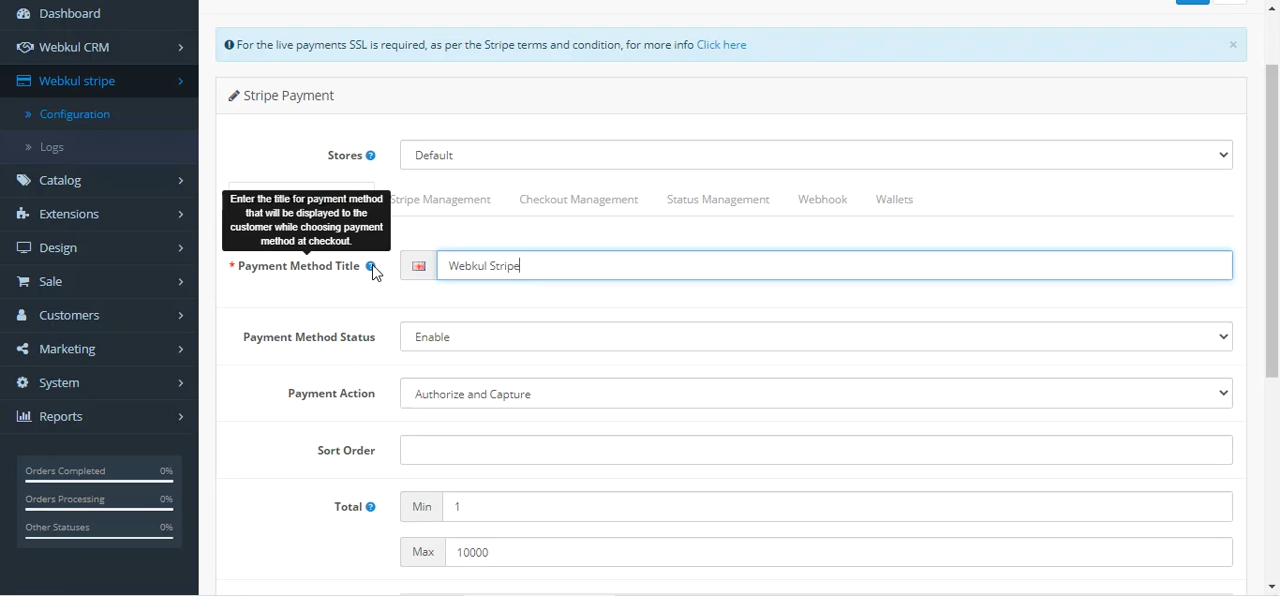 Dashboard
Webkul CRM
Webkul stripe
» Configuration
» Logs
Catalog
Extensions
Design
Sale
Customers
Marketing
System
Reports
Orders Completed 0%
Orders Processing 0%
Other Statuses 0%
For the live payments SSL is required, as per the Stripe terms and condition, for more info Click here ×
Stripe Payment
Stores Default
Enter the title for payment method
that will be displayed to the
customer while choosing payment
method at checkout.
Stripe Management Checkout Management Status Management Webhook Wallets
* Payment Method Title Webkul Stripe
Payment Method Status Enable
Payment Action Authorize and Capture
Sort Order
Total Min 1
Max 10000